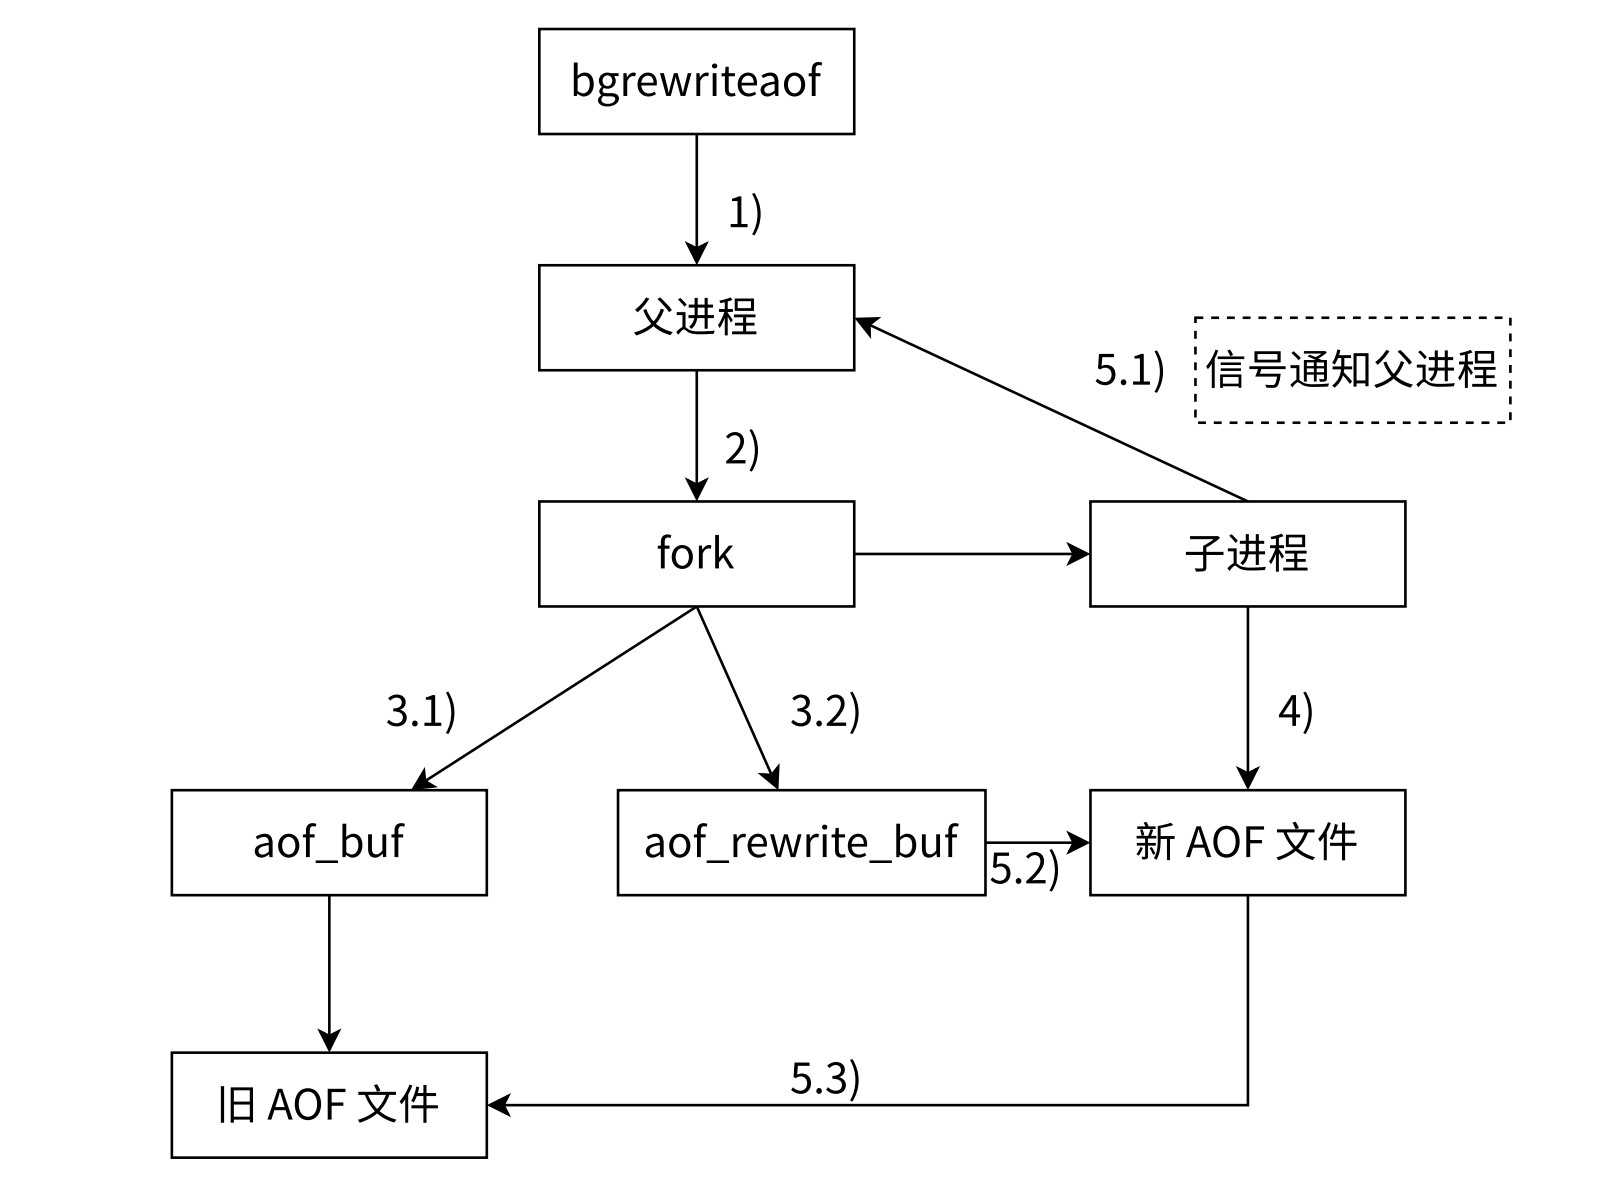 bgrewriteaof
1)
父进程
5.1)
信号通知父进程
2)
fork
子进程
3.1)
3.2)
4)
aof_buf
aof_rewrite_buf
5.2)
新 AOF 文件
5.3)
旧 AOF 文件